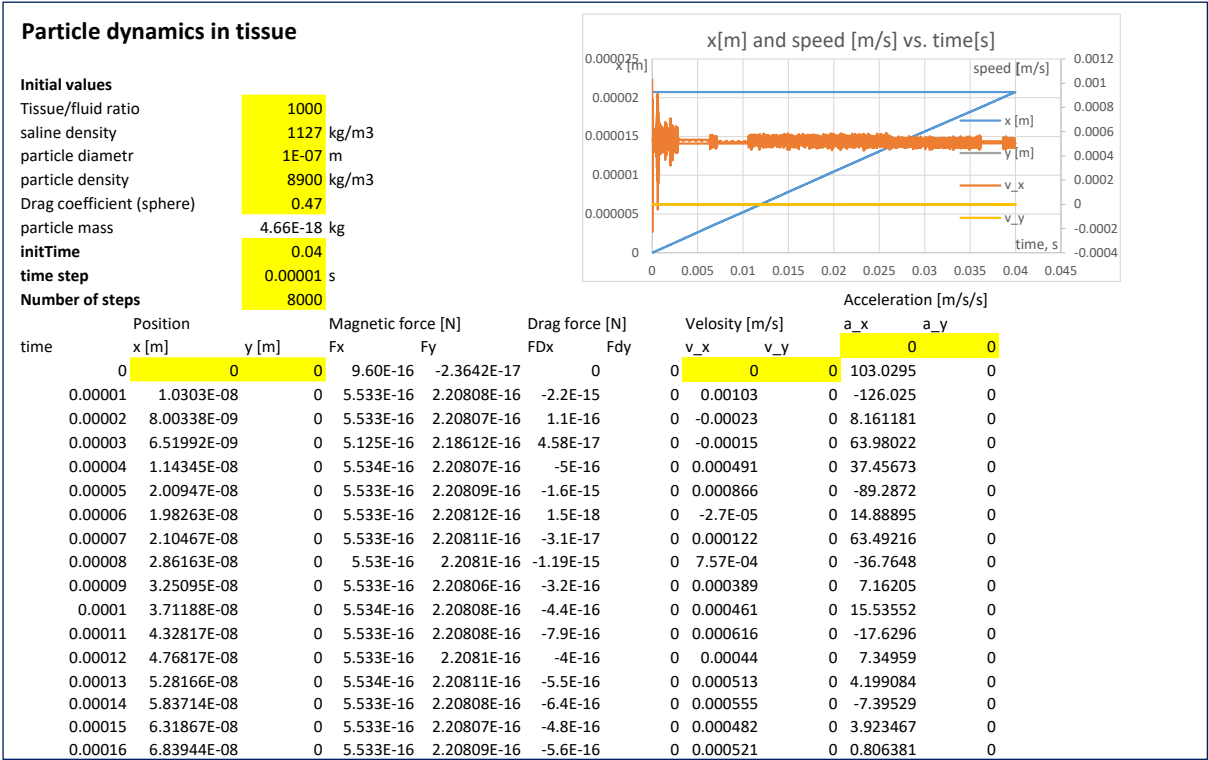 Particle dynamics in tissue
x[m] and speed [m/s] vs. time[s]
x [m]
speed [m/s]
0.000025
0.00002
0.000015
0.00001
0.000005
0
0.0012
0.001
0.0008
0.0006
0.0004
0.0002
0
-0.0002
-0.0004
x [m]
y [m]
v_x
v_y
time, s
0 0.005 0.01 0.015 0.02 0.025 0.03 0.035 0.04 0.045
Initial values
Tissue/fluid ratio 1000
saline density 1127 kg/m3
particle diametr 1E-07 m
particle density 8900 kg/m3
Drag coefficient (sphere) 0.47
particle mass 4.66E-18 kg
initTime 0.04
time step 0.00001 s
Number of steps 8000
Acceleration [m/s/s]
Position Magnetic force [N] Drag force [N] Velosity [m/s] a_x a_y
time x [m] y [m] Fx Fy FDx Fdy v_x v_y 0 0
0 0 0 9.60E-16 -2.3642E-17 0 0 0 0 103.0295 0
0.00001 1.0303E-08 0 5.533E-16 2.20808E-16 -2.2E-15 0 0.00103 0 -126.025 0
0.00002 8.00338E-09 0 5.533E-16 2.20807E-16 1.1E-16 0 -0.00023 0 8.161181 0
0.00003 6.51992E-09 0 5.125E-16 2.18612E-16 4.58E-17 0 -0.00015 0 63.98022 0
0.00004 1.14345E-08 0 5.534E-16 2.20807E-16 -5E-16 0 0.000491 0 37.45673 0
0.00005 2.00947E-08 0 5.533E-16 2.20809E-16 -1.6E-15 0 0.000866 0 -89.2872 0
0.00006 1.98263E-08 0 5.533E-16 2.20812E-16 1.5E-18 0 -2.7E-05 0 14.88895 0
0.00007 2.10467E-08 0 5.533E-16 2.20811E-16 -3.1E-17 0 0.000122 0 63.49216 0
0.00008 2.86163E-08 0 5.53E-16 2.2081E-16 -1.19E-15 0 7.57E-04 0 -36.7648 0
0.00009 3.25095E-08 0 5.533E-16 2.20806E-16 -3.2E-16 0 0.000389 0 7.16205 0
0.0001 3.71188E-08 0 5.534E-16 2.20808E-16 -4.4E-16 0 0.000461 0 15.53552 0
0.00011 4.32817E-08 0 5.533E-16 2.20808E-16 -7.9E-16 0 0.000616 0 -17.6296 0
0.00012 4.76817E-08 0 5.533E-16 2.2081E-16 -4E-16 0 0.00044 0 7.34959 0
0.00013 5.28166E-08 0 5.534E-16 2.20811E-16 -5.5E-16 0 0.000513 0 4.199084 0
0.00014 5.83714E-08 0 5.533E-16 2.20808E-16 -6.4E-16 0 0.000555 0 -7.39529 0
0.00015 6.31867E-08 0 5.534E-16 2.20807E-16 -4.8E-16 0 0.000482 0 3.923467 0
0.00016 6.83944E-08 0 5.533E-16 2.20809E-16 -5.6E-16 0 0.000521 0 0.806381 0